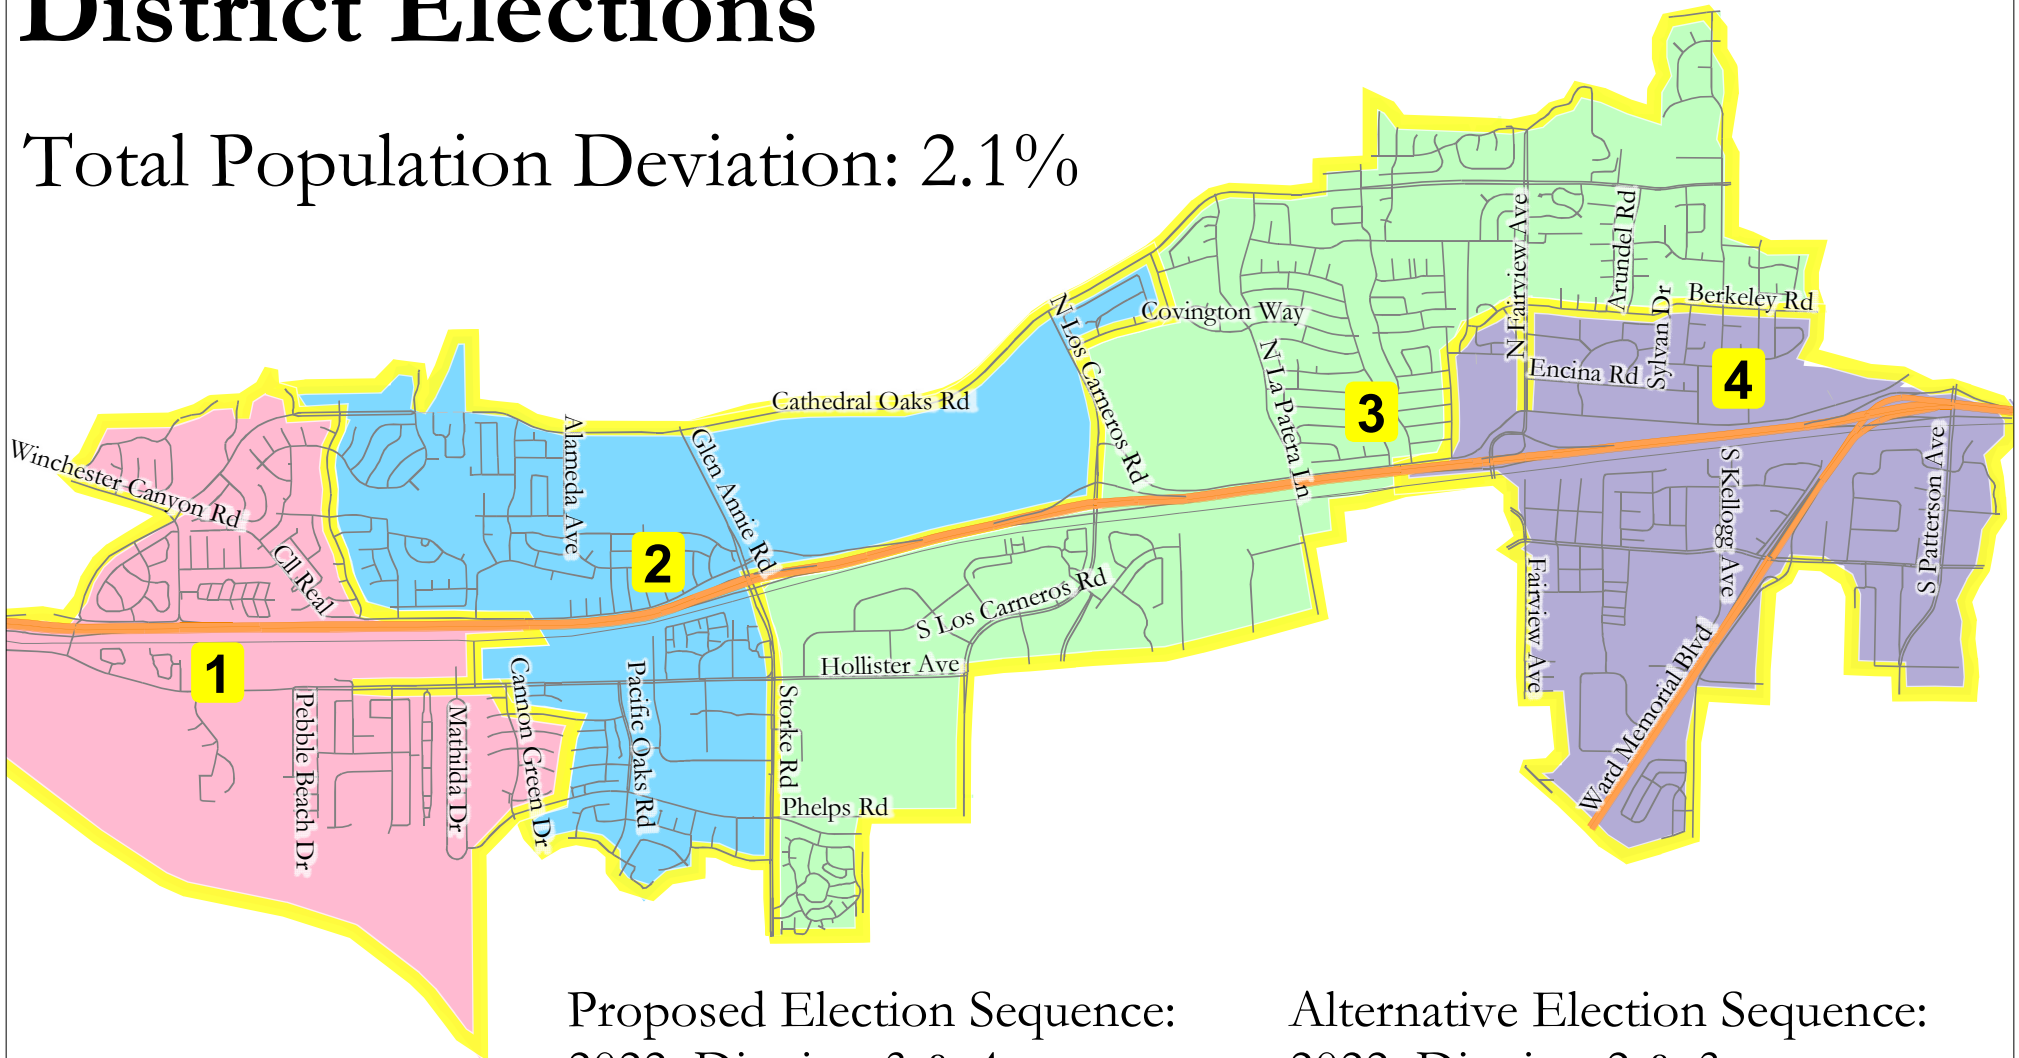 District Elections
Total Population Deviation: 2.1%
Winchester Canyon Rd
Cll Real
1
Pebble Beach Dr
Mathilda Dr
Cannon Green Dr
Alameda Ave
Glen Annie Rd
2
Pacific Oaks Rd
Cathedral Oaks Rd
N Los Carneros Rd
Covington Way
N La Patera Ln
3
S Los Carneros Rd
Hollister Ave
Storke Rd
Phelps Rd
N Fairview Ave
Arundel Rd
Sylvan Dr
Berkeley Rd
Encina Rd
4
S Kellogg Ave
S Patterson Ave
Fairview Ave
Ward Memorial Blvd
Proposed Election Sequence:
Alternative Election Sequence: